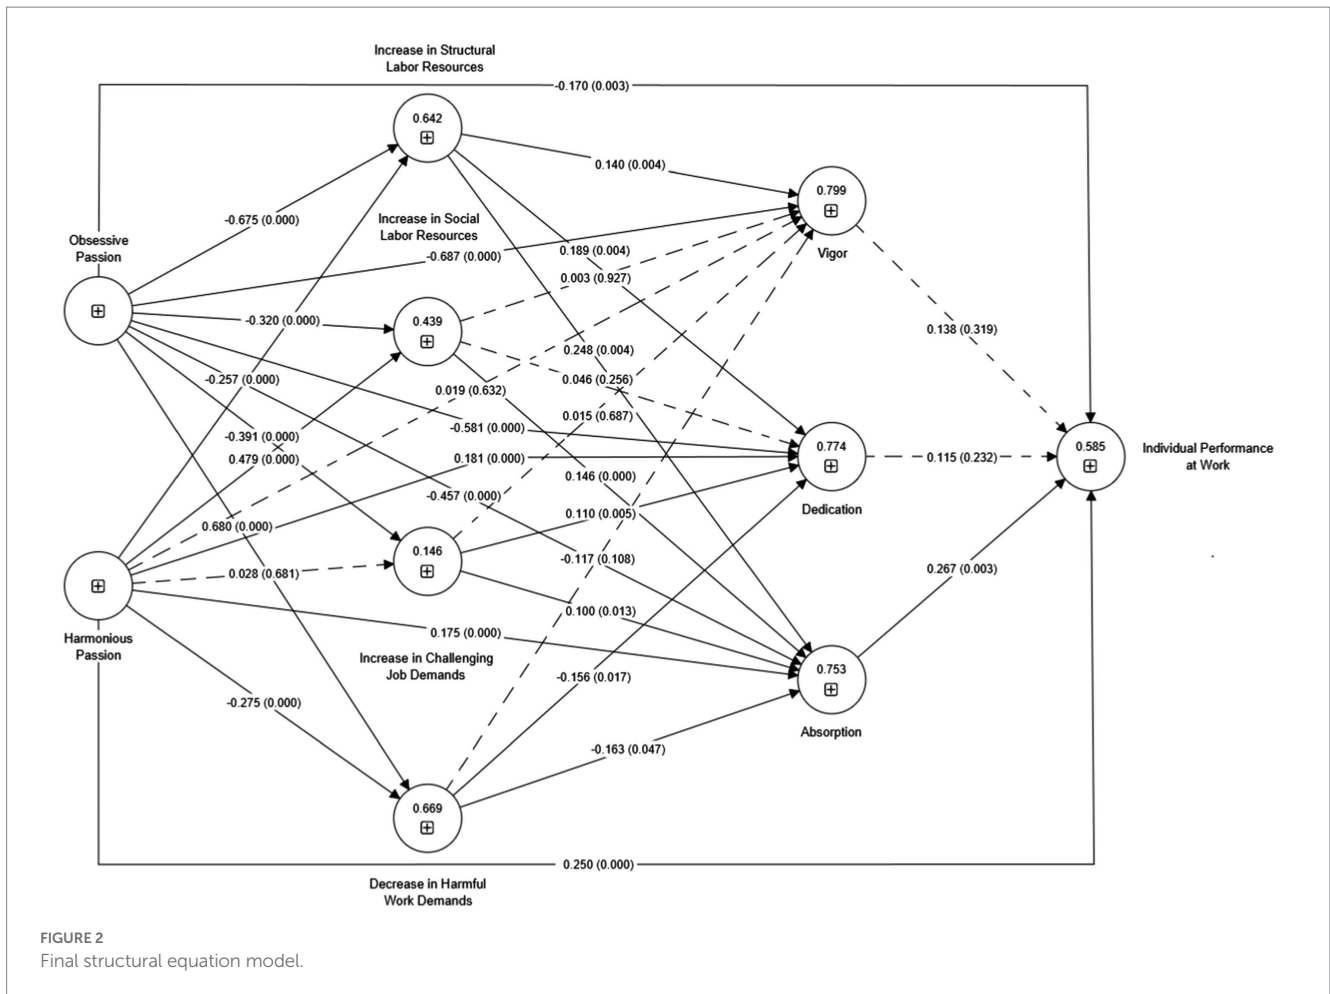 Increase in Structural
Labor Resources
-0.170 (0.003)
0.642
0.140 (0.004)
0.799
Vigor
-0.675 (0.000)
Increase in Social
Labor Resources
Obsessive
Passion
-0.687 (0.000)
0.189 (0.004)
0.003 (0.927)
-0.320 (0.000)
0.439
0.138 (0.319)
0.248 (0.004)
-0.257 (0.000)
0.019 (0.632)
0.046 (0.256)
0.015 (0.687)
-0.391 (0.000)
-0.581 (0.000)
0.479 (0.000)
0.181 (0.000)
0.774
Dedication
0.115 (0.232)
0.585
Individual Performance
at Work
0.146 (0.000)
-0.457 (0.000)
0.110 (0.005)
0.680 (0.000)
0.146
-0.117 (0.108)
0.028 (0.681)
0.267 (0.003)
0.100 (0.013)
Harmonious
Passion
0.175 (0.000)
Increase in Challenging
Job Demands
-0.156 (0.017)
0.753
Absorption
-0.275 (0.000)
-0.163 (0.047)
0.669
0.250 (0.000)
Decrease in Harmful
Work Demands
FIGURE 2
Final structural equation model.